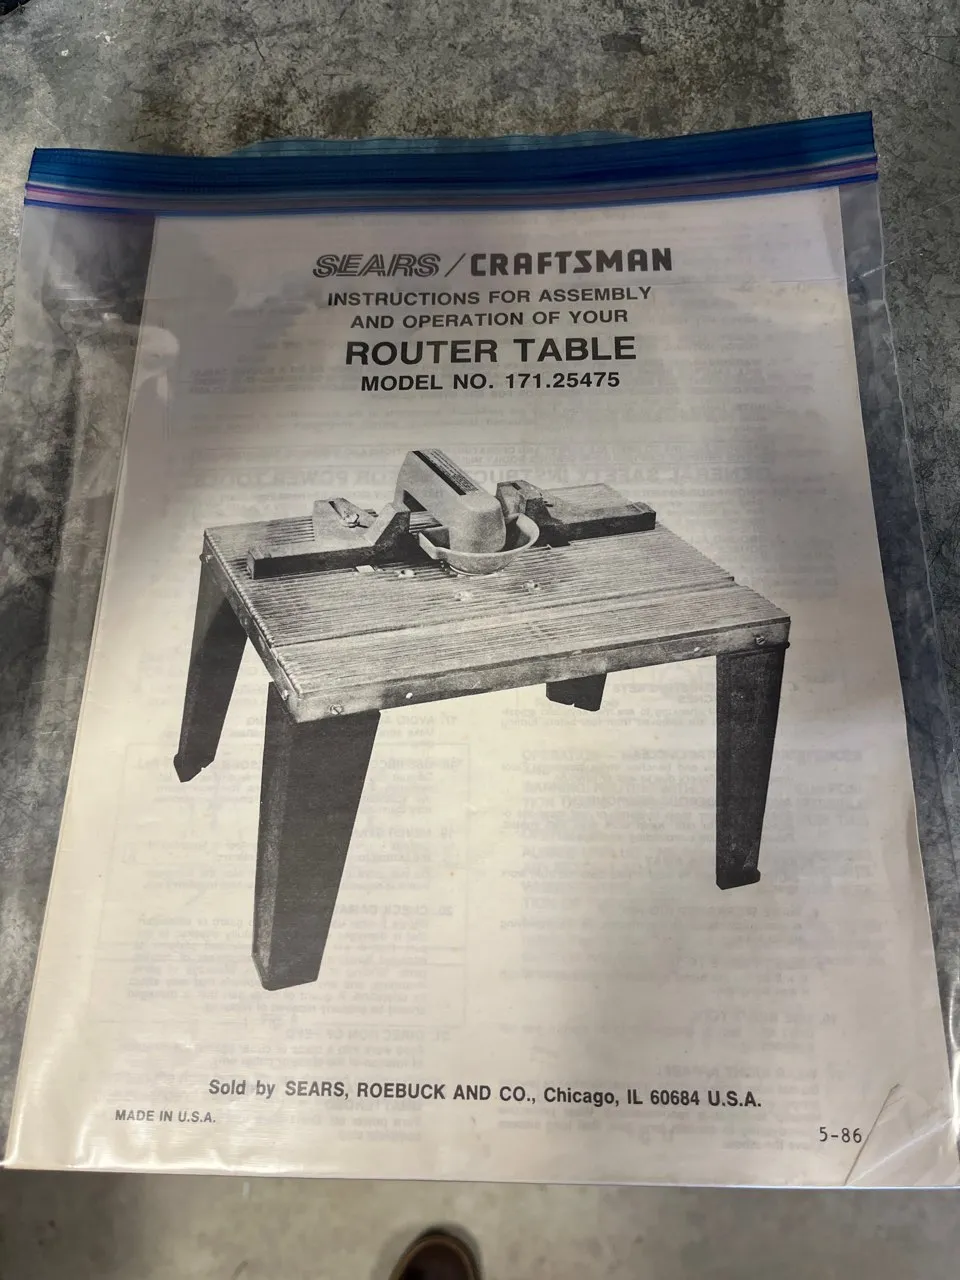 SEARS / CRAFTSMAN
INSTRUCTIONS FOR ASSEMBLY
AND OPERATION OF YOUR
ROUTER TABLE
MODEL NO. 171.25475
Sold by SEARS, ROEBUCK AND CO., Chicago, IL 60684 U.S.A.
MADE IN U.S.A.
5-86